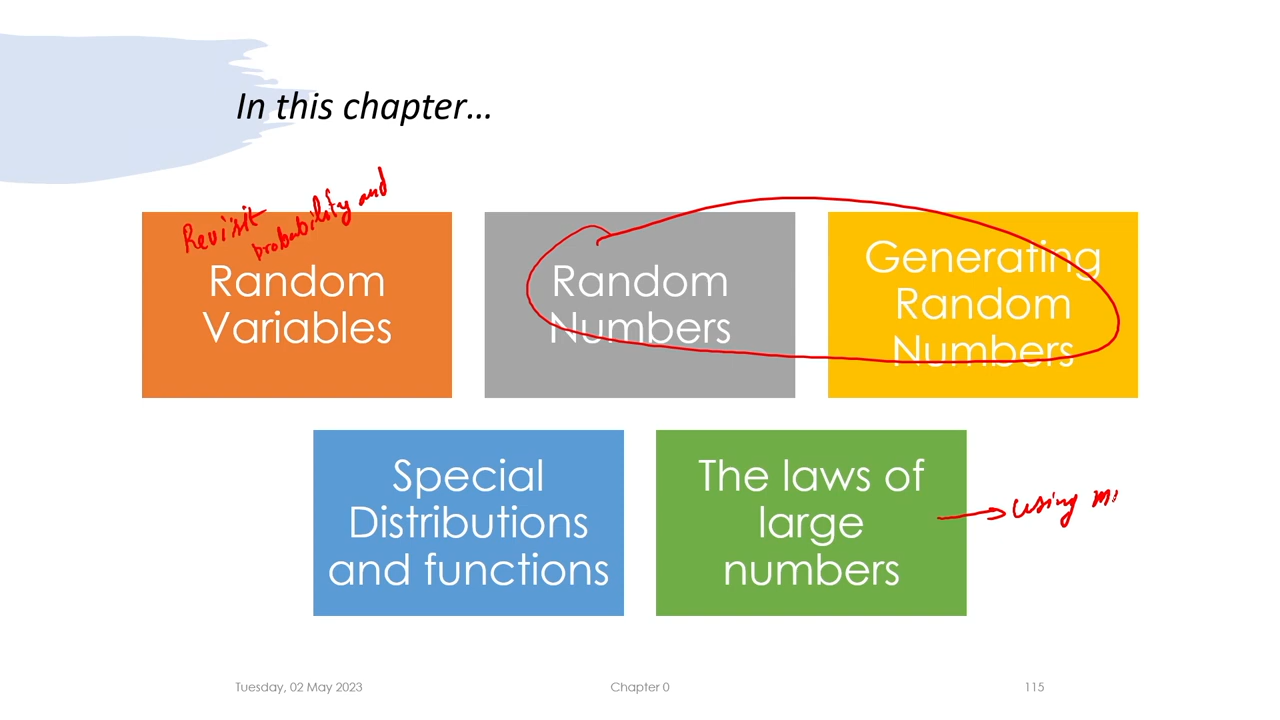 In this chapter...
Revisit
probability and
Random
Variables
Random
Numbers
Generating
Random
Numbers
Special
Distributions
and functions
The laws of
large
numbers
using
Tuesday, 02 May 2023
Chapter 0
115